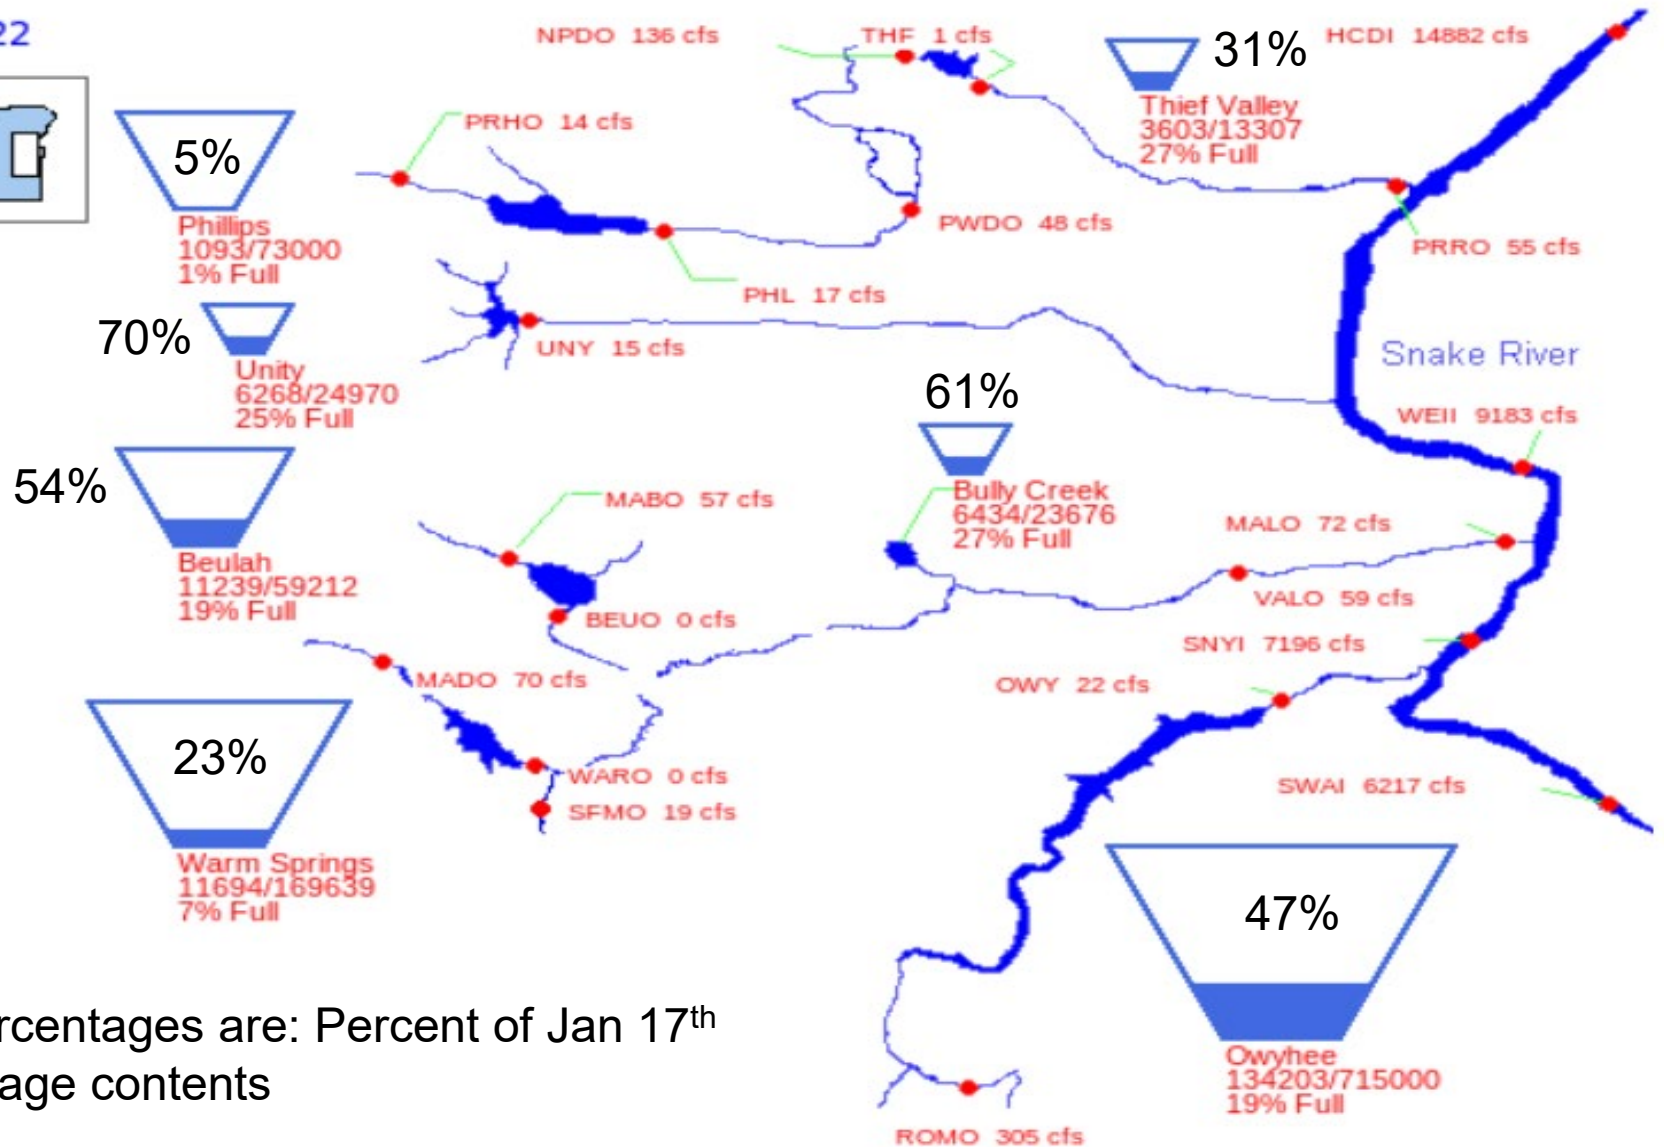 22
NPDO 136 cfs
THF 1 cfs
31%
HCDI 14882 cfs
Thief Valley
3603/13307
27% Full
5%
PRHO 14 cfs
Phillips
1093/73000
1% Full
PWDO 48 cfs
PRRO 55 cfs
PHL 17 cfs
70%
Unity
6268/24970
25% Full
UNY 15 cfs
Snake River
61%
WEII 9183 cfs
54%
Beulah
11239/59212
19% Full
MABO 57 cfs
Bully Creek
6434/23676
27% Full
MALO 72 cfs
VALO 59 cfs
BEUO 0 cfs
SNYI 7196 cfs
MADO 70 cfs
OWY 22 cfs
23%
WARO 0 cfs
SFMO 19 cfs
SWAI 6217 cfs
Warm Springs
11694/169639
7% Full
47%
Owyhee
134203/715000
19% Full
rcentages are: Percent of Jan 17th
age contents
ROMO 305 cfs